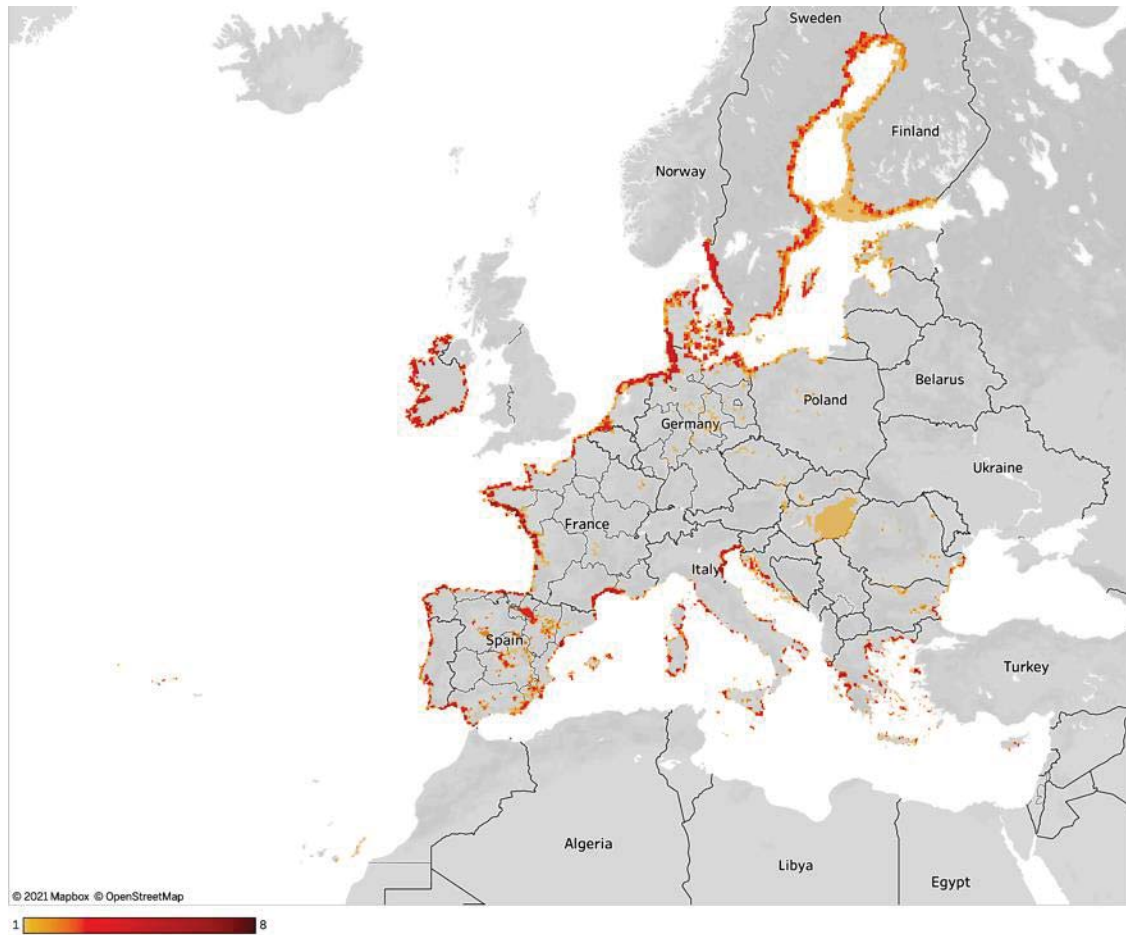 Sweden
Finland
Norway
Belarus
Poland
Germany
Ukraine
France
Italy
Spain
Turkey
Algeria
Libya
Egypt
© 2021 Mapbox © OpenStreetMap
1 8